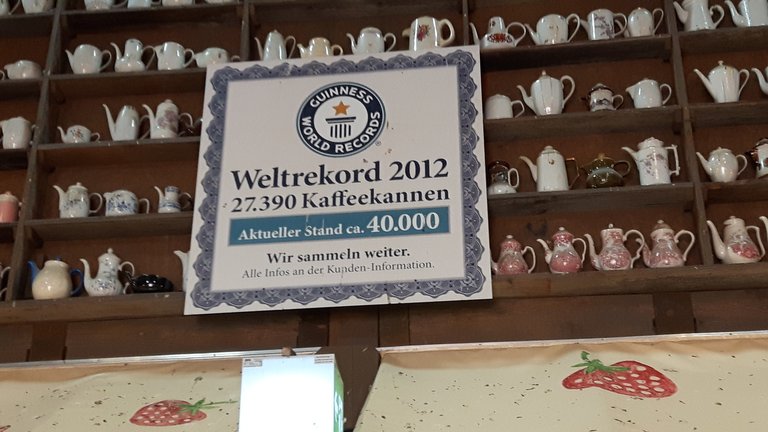 GUINNESS
WORLD RECORDS
Weltrekord 2012
27.390 Kaffeekannen
Aktueller Stand ca. 40.000
Wir sammeln weiter.
Alle Infos an der Kunden-Information.